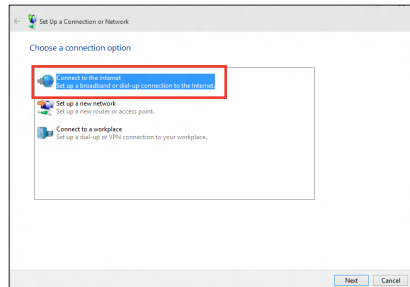 Set Up a Connection or Network
Choose a connection option
Connect to the Internet
Set up a broadband or dial-up connection to the Internet.
Set up a new network
Set up a new router or access point.
Connect to a workplace
Set up a dial-up or VPN connection to your workplace.
Next Cancel